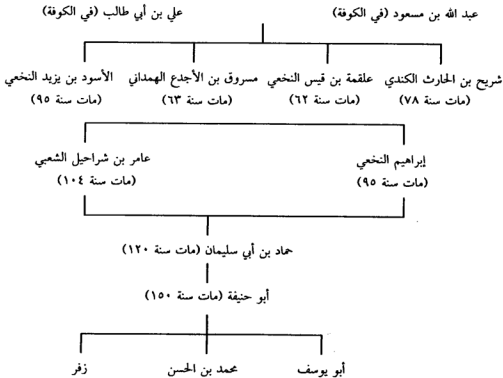 عبد الله بن مسعود (في الكوفة) علي بن أبي طالب (في الكوفة)
شريح بن الحارث الكندي علقمة بن قيس النخعي مسروق بن الأجدع الهمداني الأسود بن يزيد النخعي
(مات سنة ٧٨) (مات سنة ٦٢) (مات سنة ٦٣) (مات سنة ٩٥)
إبراهيم النخعي عامر بن شراحيل الشعبي
(مات سنة ٩٥) (مات سنة ١٠٤)
حماد بن أبي سليمان (مات سنة ١٢٠)
أبو حنيفة (مات سنة ١٥٠)
أبو يوسف محمد بن الحسن زفر